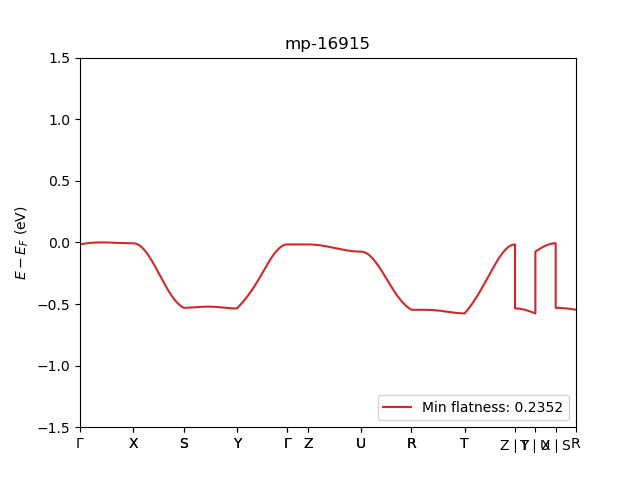 mp-16915
1.5
1.0
0.5
0.0
−0.5
−1.0
−1.5
E − E_F (eV)
Min flatness: 0.2352
Γ X S Y Γ Z U R T Z | Y | U | S R